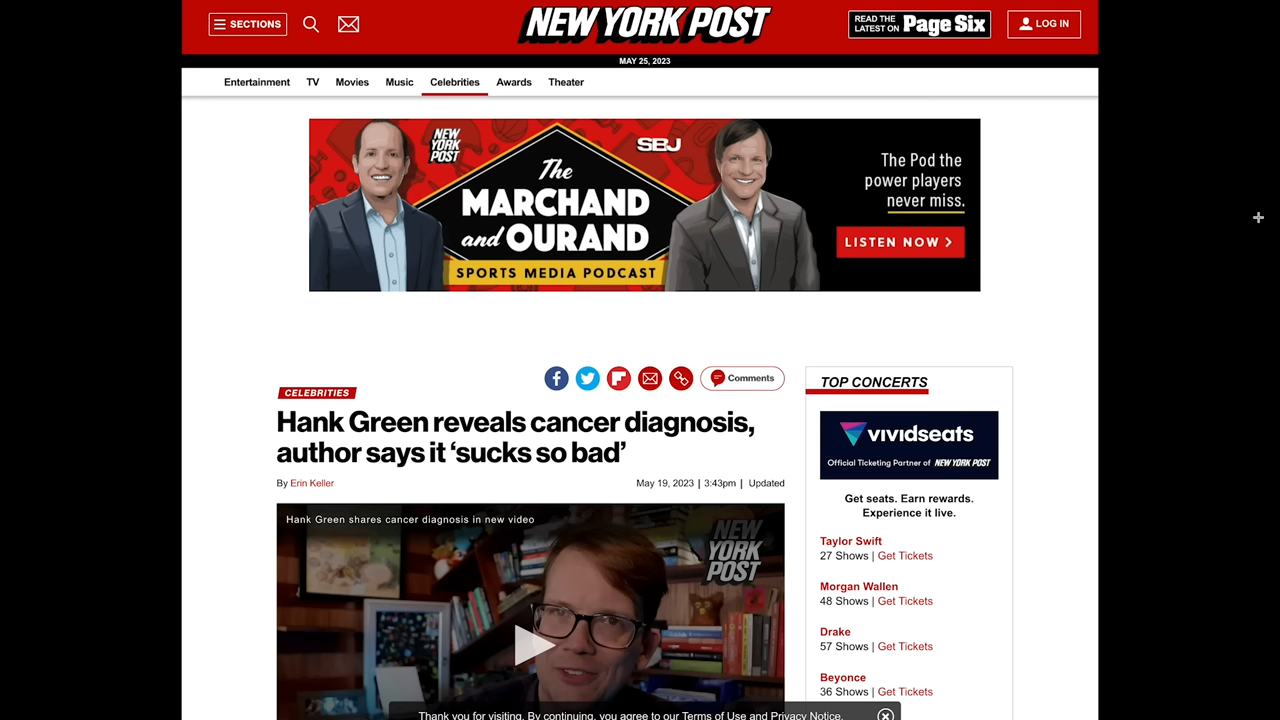 SECTIONS
NEW YORK POST
READ THE
LATEST ON
Page Six
LOG IN
MAY 25, 2023
Entertainment TV Movies Music Celebrities Awards Theater
NEW
YORK
POST
SBJ
The
MARCHAND
and OURAND
SPORTS MEDIA PODCAST
The Pod the
power players
never miss.
LISTEN NOW >
Comments
CELEBRITIES
Hank Green reveals cancer diagnosis,
author says it ‘sucks so bad’
By Erin Keller May 19, 2023 | 3:43pm | Updated
Hank Green shares cancer diagnosis in new video
NEW
YORK
POST
TOP CONCERTS
vividseats
Official Ticketing Partner of NEW YORK POST
Get seats. Earn rewards.
Experience it live.
Taylor Swift
27 Shows | Get Tickets
Morgan Wallen
48 Shows | Get Tickets
Drake
57 Shows | Get Tickets
Beyonce
36 Shows | Get Tickets
Thank you for visiting. By continuing, you agree to our Terms of Use and Privacy Notice.